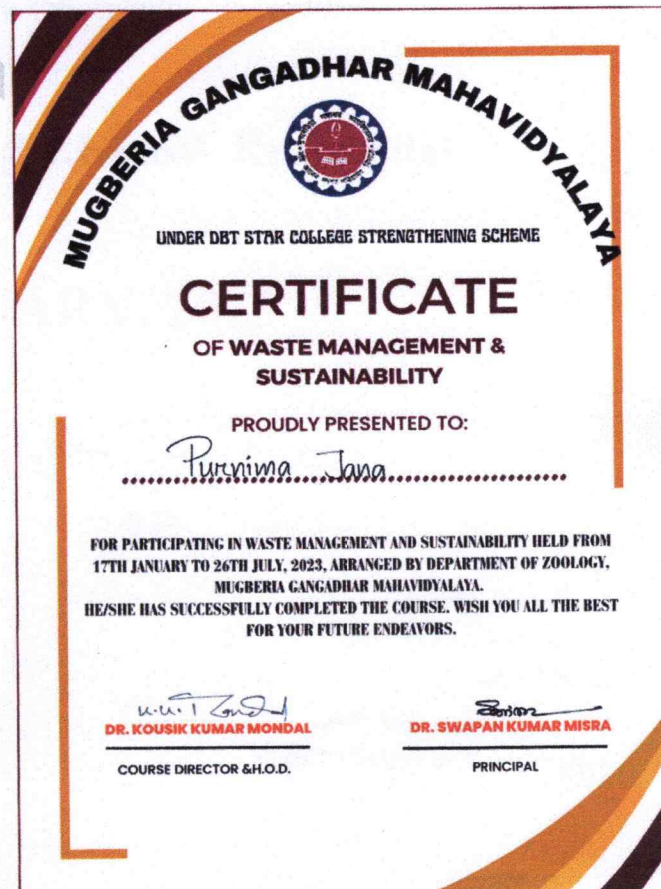 MUGBERIA GANGADHAR MAHAVIDYALAYA
UNDER DBT STAR COLLEGE STRENGTHENING SCHEME
CERTIFICATE
OF WASTE MANAGEMENT &
SUSTAINABILITY
PROUDLY PRESENTED TO:
Purnima Jana
FOR PARTICIPATING IN WASTE MANAGEMENT AND SUSTAINABILITY HELD FROM
17TH JANUARY TO 26TH JULY, 2023, ARRANGED BY DEPARTMENT OF ZOOLOGY,
MUGBERIA GANGADHAR MAHAVIDYALAYA.
HE/SHE HAS SUCCESSFULLY COMPLETED THE COURSE. WISH YOU ALL THE BEST
FOR YOUR FUTURE ENDEAVORS.
DR. KOUSIK KUMAR MONDAL
COURSE DIRECTOR &H.O.D.
DR. SWAPAN KUMAR MISRA
PRINCIPAL